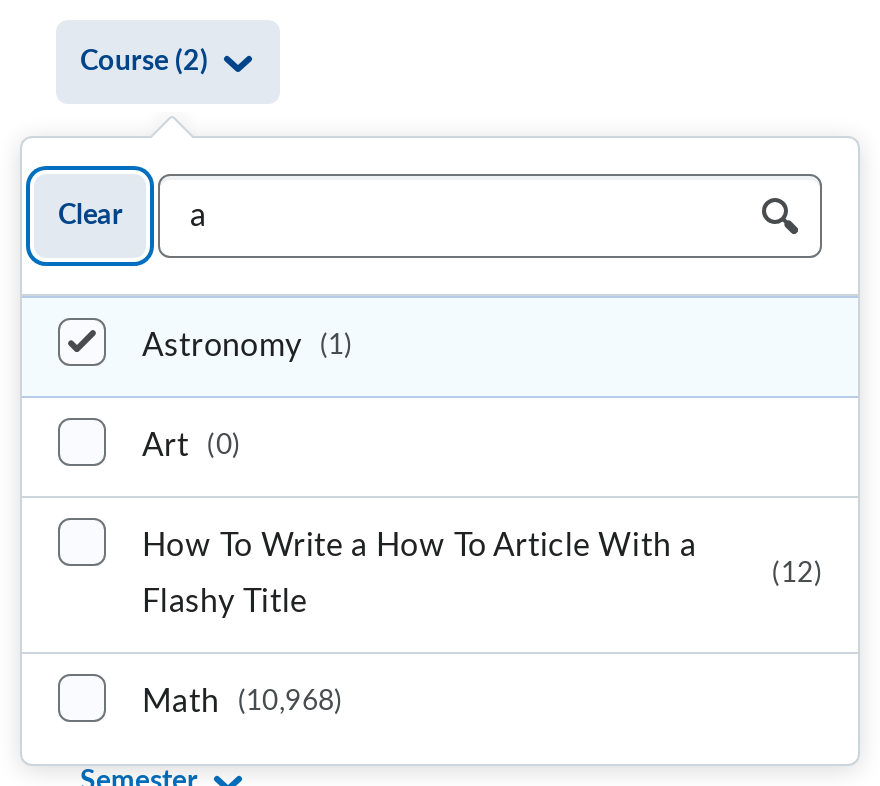 Course (2)
Clear
a
Astronomy (1)
Art (0)
How To Write a How To Article With a
Flashy Title
(12)
Math (10,968)
Semester